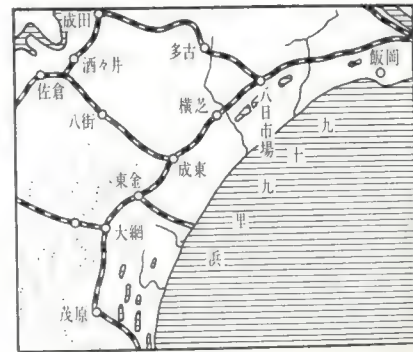 成田
多古
飯岡
酒々井
佐倉
横芝
八日市場
八街
成東
東金
大網
茂原
九十九里浜